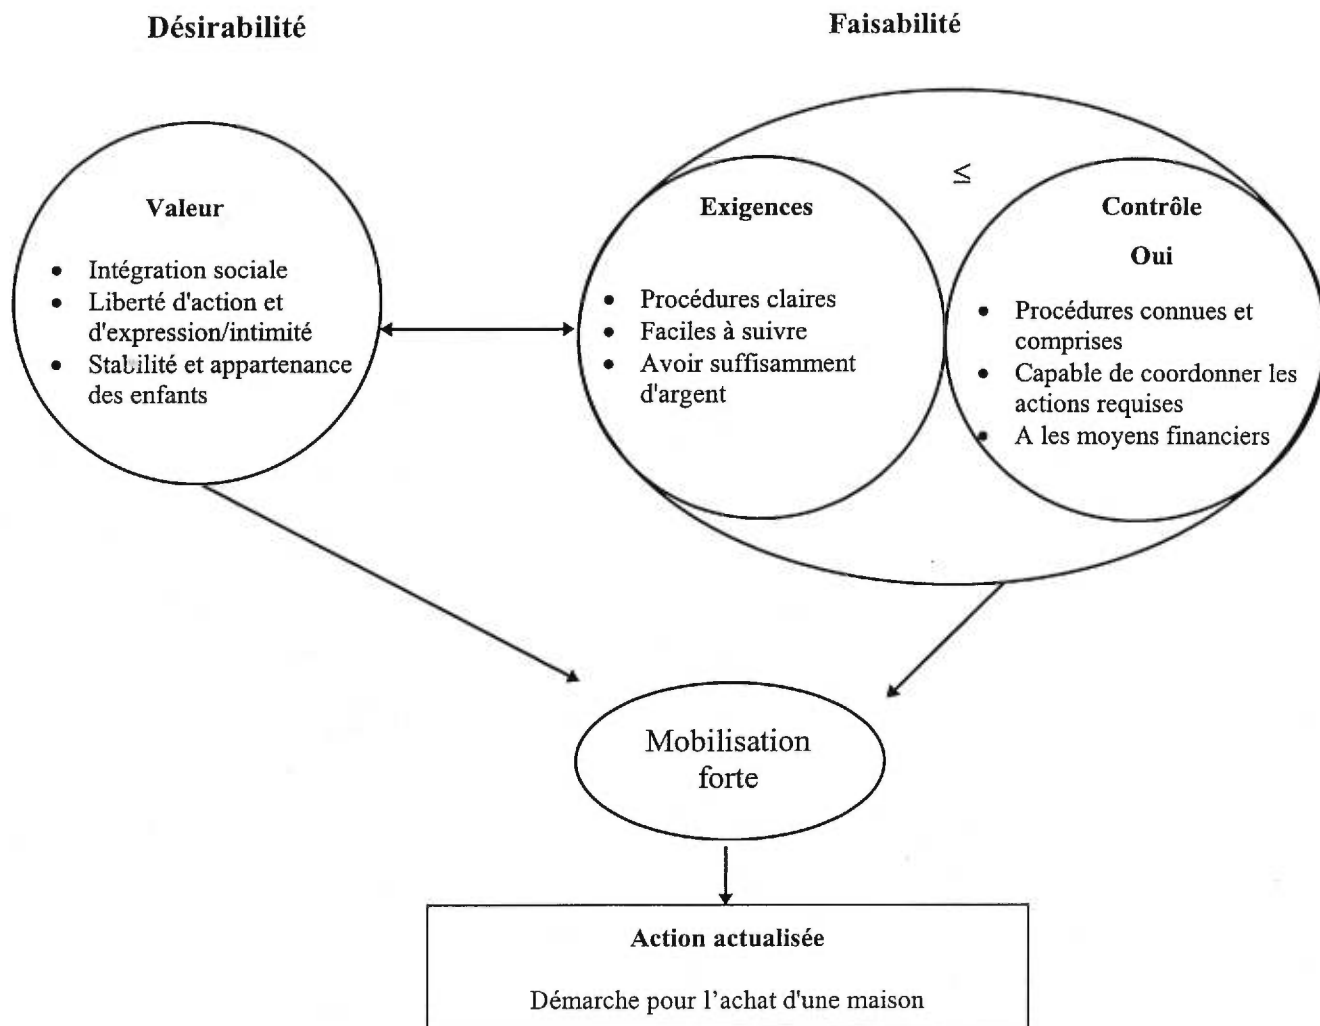 Désirabilité
Faisabilité
Valeur
• Intégration sociale
• Liberté d'action et
d'expression/intimité
• Stabilité et appartenance
des enfants
≤
Exigences
• Procédures claires
• Faciles à suivre
• Avoir suffisamment
d'argent
Contrôle
Oui
• Procédures connues et
comprises
• Capable de coordonner les
actions requises
• A les moyens financiers
Mobilisation
forte
Action actualisée
Démarche pour l’achat d'une maison